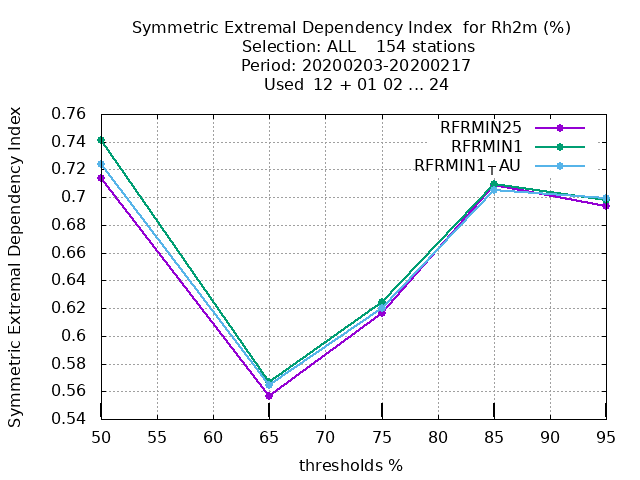 Symmetric Extremal Dependency Index  for Rh2m (%)
Selection: ALL    154 stations
Period: 20200203-20200217
Used  12 + 01 02 ... 24
Symmetric Extremal Dependency Index
0.76
0.74
0.72
0.7
0.68
0.66
0.64
0.62
0.6
0.58
0.56
0.54
RFRMIN25
RFRMIN1
RFRMIN1┬AU
50 55 60 65 70 75 80 85 90 95
thresholds %